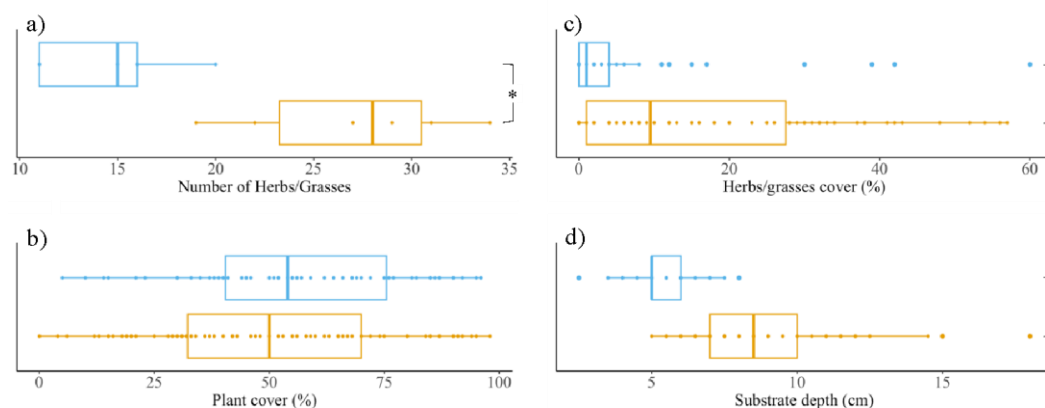 a)
*
10 15 20 25 30 35
Number of Herbs/Grasses
c)
0 20 40 60
Herbs/grasses cover (%)
b)
0 25 50 75 100
Plant cover (%)
d)
5 10 15
Substrate depth (cm)